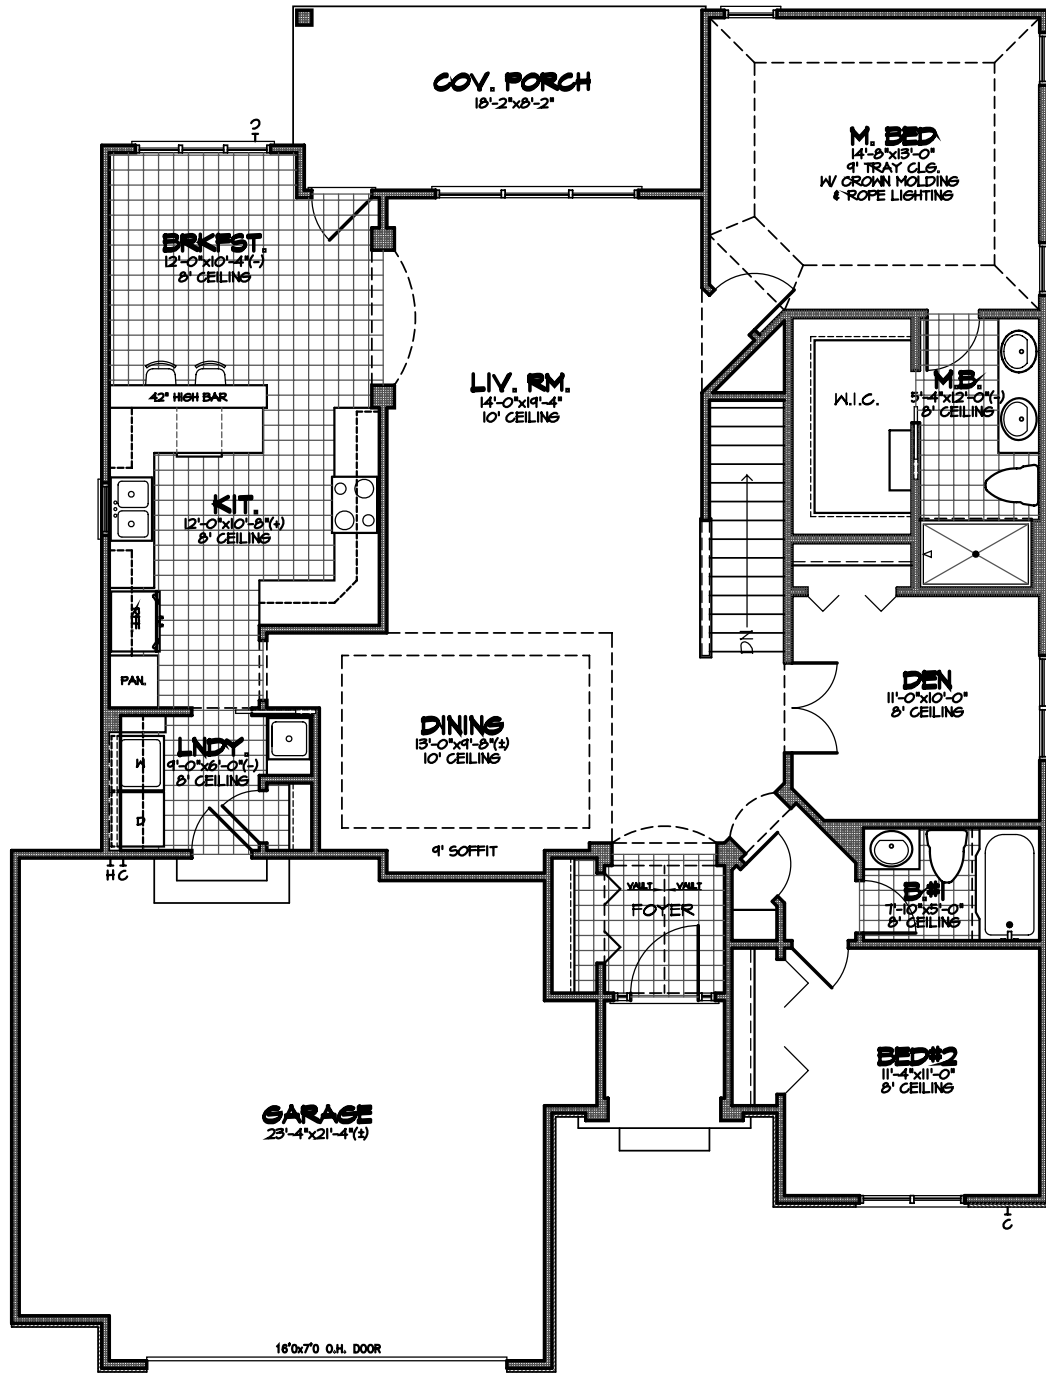 COV. PORCH
18'-2"x8'-2"
M. BED
14'-8"x13'-0"
9' TRAY CLG.
W/ CROWN MOLDING
& ROPE LIGHTING
BRKFST.
12'-0"x10'-4"(-)
8' CEILING
42" HIGH BAR
LIV. RM.
14'-0"x19'-4"
10' CEILING
W.I.C.
M.B.
5'-4"x12'-0"(-)
8' CEILING
KIT.
12'-0"x10'-8"(+)
8' CEILING
REF
PAN.
DN
DEN
11'-0"x10'-0"
8' CEILING
DINING
13'-0"x9'-8"(±)
10' CEILING
9' SOFFIT
LNDY.
9'-0"x6'-0"(-)
8' CEILING
W
D
H C
VAULT VAULT
FOYER
B.#1
7'-10"x5'-0"
8' CEILING
BED#2
11'-4"x11'-0"
8' CEILING
GARAGE
23'-4"x21'-4"(±)
C
16'0x7'0 O.H. DOOR